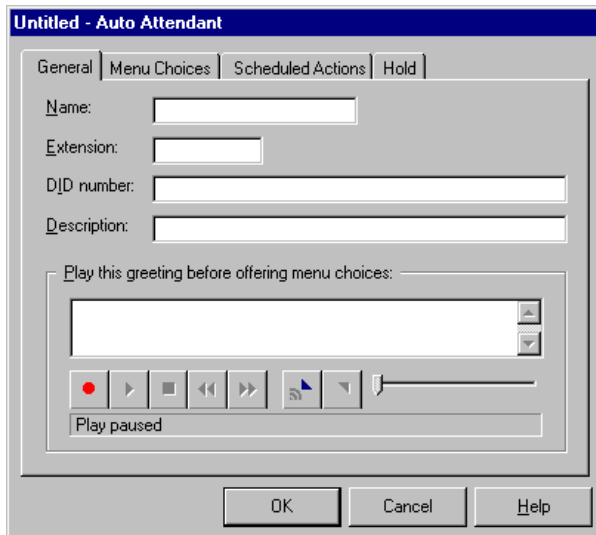 Untitled - Auto Attendant
General Menu Choices Scheduled Actions Hold
Name:
Extension:
DID number:
Description:
Play this greeting before offering menu choices:
Play paused
OK Cancel Help